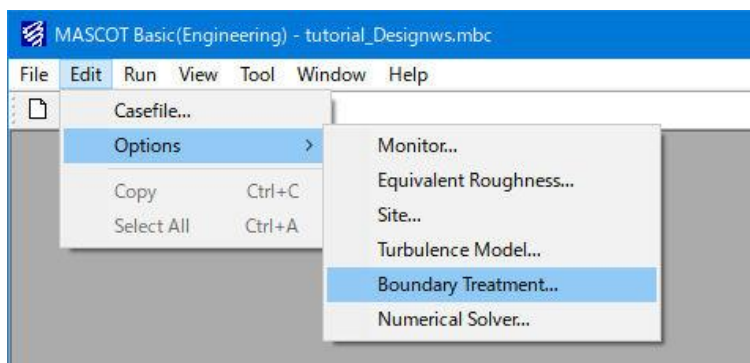 MASCOT Basic(Engineering) - tutorial_Designws.mbc
File Edit Run View Tool Window Help
Casefile...
Options >
Copy Ctrl+C
Select All Ctrl+A
Monitor...
Equivalent Roughness...
Site...
Turbulence Model...
Boundary Treatment...
Numerical Solver...